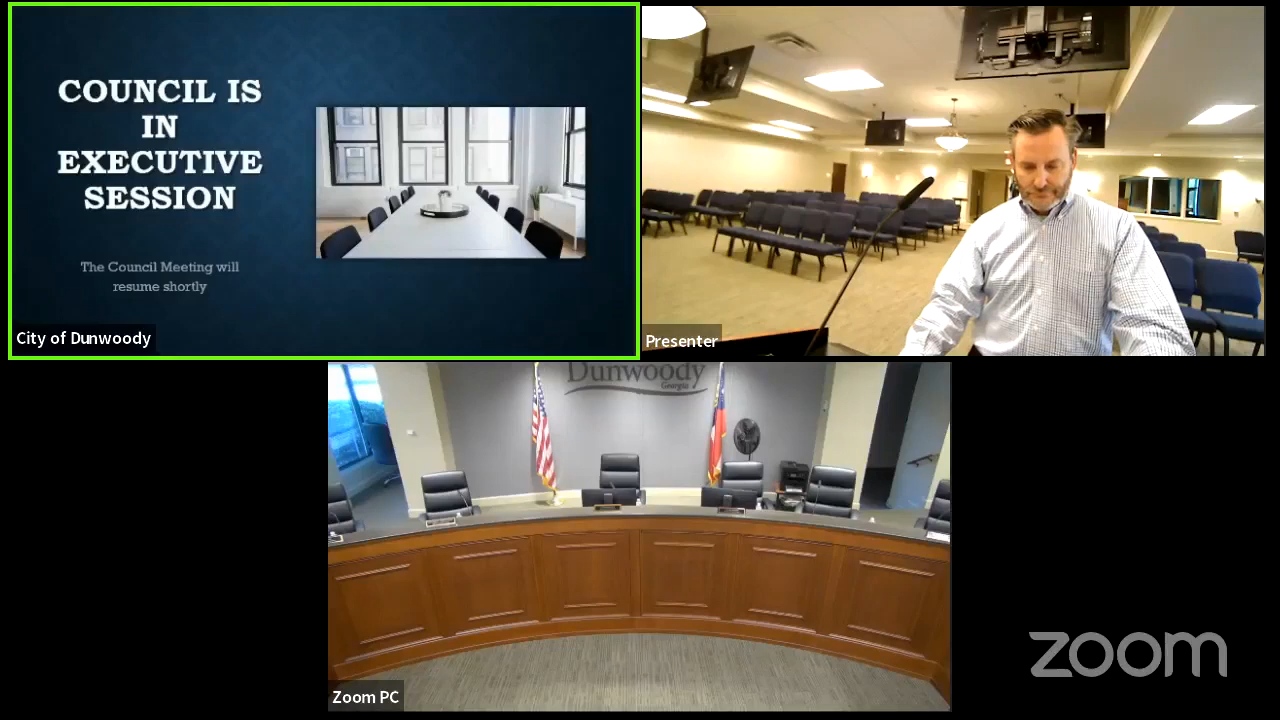 COUNCIL IS
IN
EXECUTIVE
SESSION
The Council Meeting will
resume shortly
City of Dunwoody
Presenter
Dunwoody
Georgia
Zoom PC
zoom